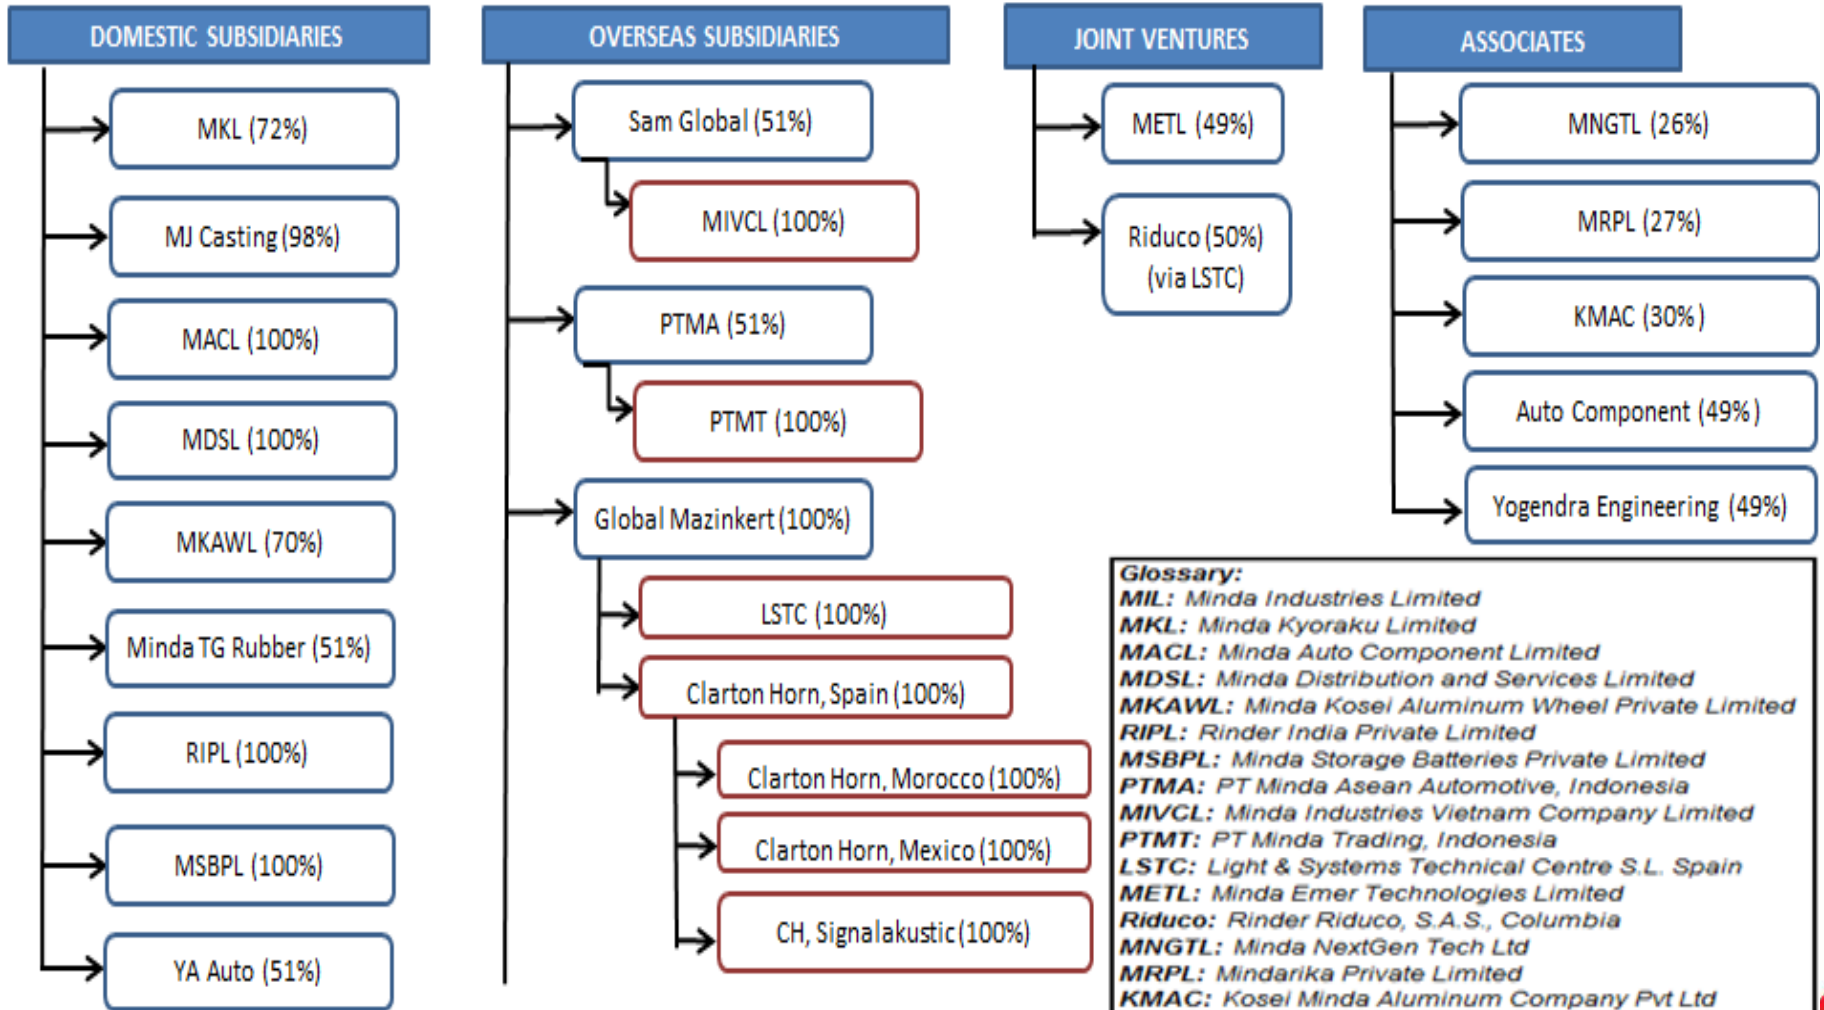 DOMESTIC SUBSIDIARIES
MKL (72%)
MJ Casting (98%)
MACL (100%)
MDSL (100%)
MKAWL (70%)
Minda TG Rubber (51%)
RIPL (100%)
MSBPL (100%)
YA Auto (51%)
OVERSEAS SUBSIDIARIES
Sam Global (51%)
MIVCL (100%)
PTMA (51%)
PTMT (100%)
Global Mazinkert (100%)
LSTC (100%)
Clarton Horn, Spain (100%)
Clarton Horn, Morocco (100%)
Clarton Horn, Mexico (100%)
CH, Signalakustic (100%)
JOINT VENTURES
METL (49%)
Riduco (50%)
(via LSTC)
ASSOCIATES
MNGTL (26%)
MRPL (27%)
KMAC (30%)
Auto Component (49%)
Yogendra Engineering (49%)
Glossary:
MIL: Minda Industries Limited
MKL: Minda Kyoraku Limited
MACL: Minda Auto Component Limited
MDSL: Minda Distribution and Services Limited
MKAWL: Minda Kosei Aluminum Wheel Private Limited
RIPL: Rinder India Private Limited
MSBPL: Minda Storage Batteries Private Limited
PTMA: PT Minda Asean Automotive, Indonesia
MIVCL: Minda Industries Vietnam Company Limited
PTMT: PT Minda Trading, Indonesia
LSTC: Light & Systems Technical Centre S.L. Spain
METL: Minda Emer Technologies Limited
Riduco: Rinder Riduco, S.A.S., Columbia
MNGTL: Minda NextGen Tech Ltd
MRPL: Mindarika Private Limited
KMAC: Kosei Minda Aluminum Company Pvt Ltd